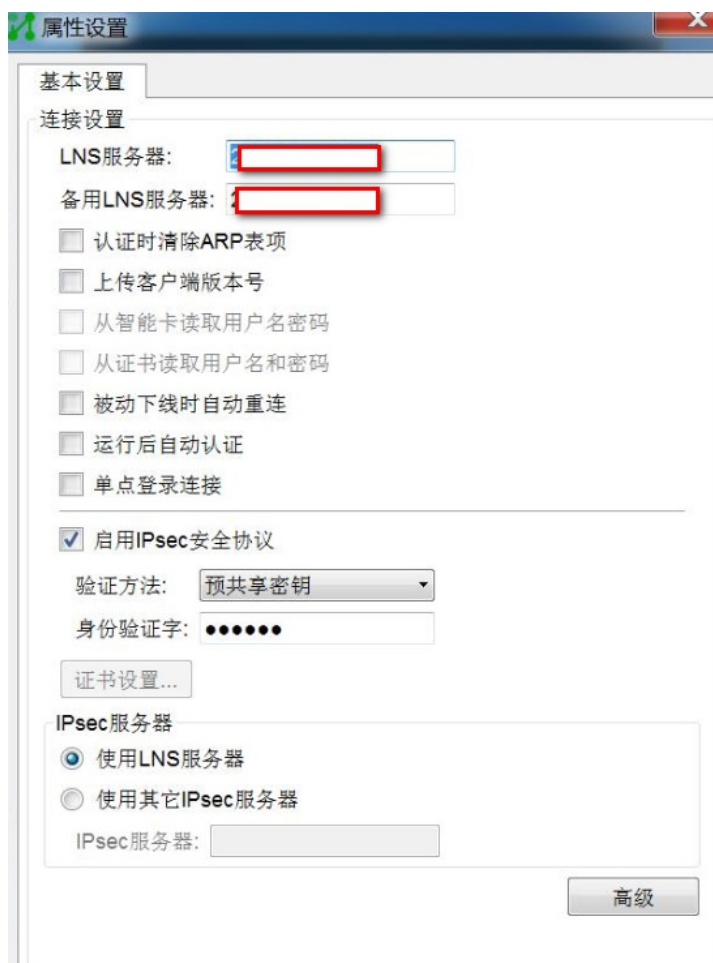 属性设置
基本设置
连接设置
LNS服务器: 2
备用LNS服务器: 2
认证时清除ARP表项
上传客户端版本号
从智能卡读取用户名密码
从证书读取用户名和密码
被动下线时自动重连
运行后自动认证
单点登录连接
启用IPsec安全协议
验证方法: 预共享密钥
身份验证字: ●●●●●●
证书设置...
IPsec服务器
使用LNS服务器
使用其它IPsec服务器
IPsec服务器:
高级